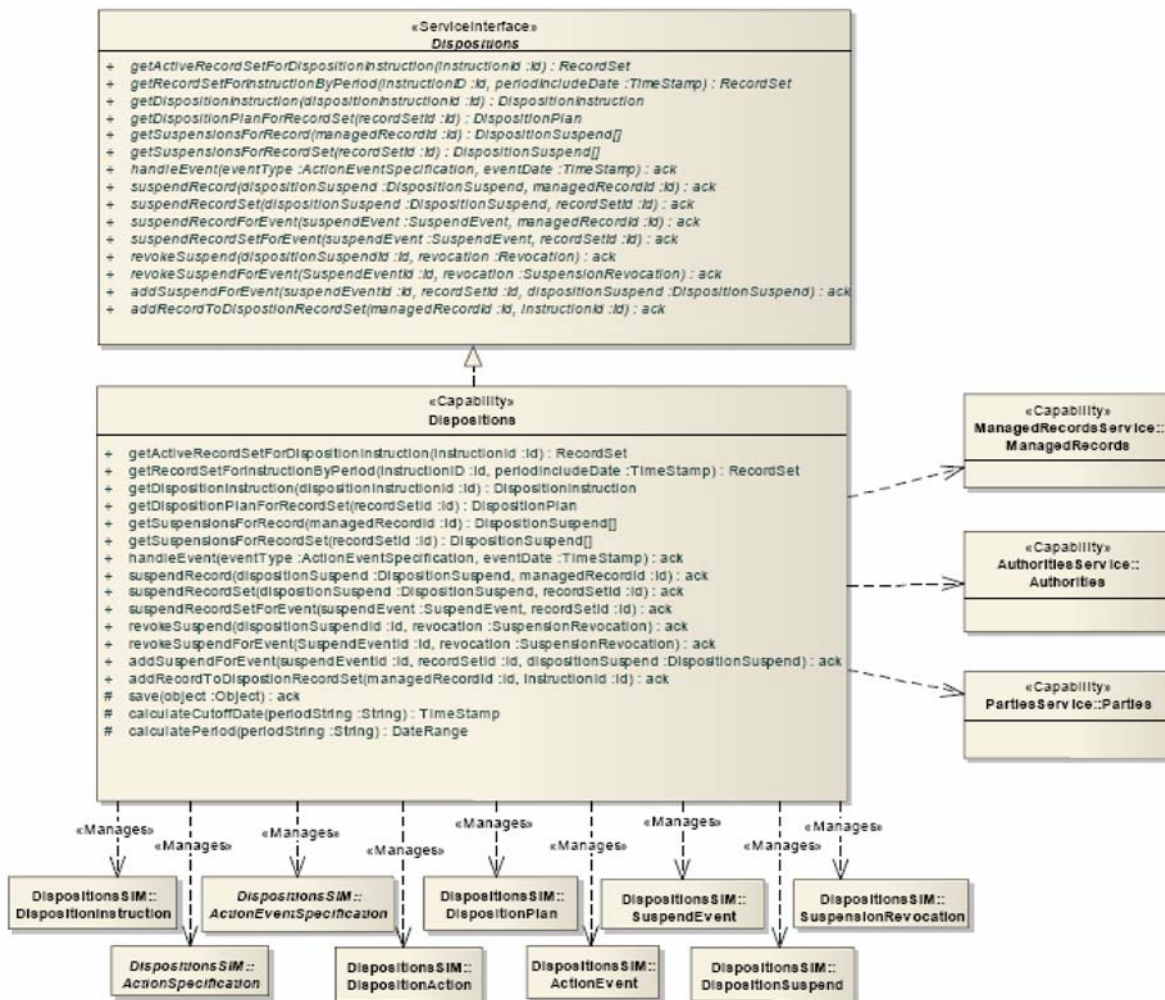 «ServiceInterface»
Dispositions
+ getActiveRecordSetForDispositionInstruction(instructionId :Id) : RecordSet
+ getRecordSetForInstructionByPeriod(instructionID :Id, periodIncludeDate :TimeStamp) : RecordSet
+ getDispositionInstruction(dispositionInstructionId :Id) : DispositionInstruction
+ getDispositionPlanForRecordSet(recordSetId :Id) : DispositionPlan
+ getSuspensionsForRecord(managedRecordId :Id) : DispositionSuspend[]
+ getSuspensionsForRecordSet(recordSetId :Id) : DispositionSuspend[]
+ handleEvent(eventType :ActionEventSpecification, eventDate :TimeStamp) : ack
+ suspendRecord(dispositionSuspend :DispositionSuspend, managedRecordId :Id) : ack
+ suspendRecordSet(dispositionSuspend :DispositionSuspend, recordSetId :Id) : ack
+ suspendRecordForEvent(suspendEvent :SuspendEvent, managedRecordId :Id) : ack
+ suspendRecordSetForEvent(suspendEvent :SuspendEvent, recordSetId :Id) : ack
+ revokeSuspend(dispositionSuspendId :Id, revocation :Revocation) : ack
+ revokeSuspendForEvent(SuspendEventId :Id, revocation :SuspensionRevocation) : ack
+ addSuspendForEvent(suspendEventId :Id, recordSetId :Id, dispositionSuspend :DispositionSuspend) : ack
+ addRecordToDispostionRecordSet(managedRecordId :Id, InstructionId :Id) : ack
«Capability»
Dispositions
+ getActiveRecordSetForDispositionInstruction(instructionId :Id) : RecordSet
+ getRecordSetForInstructionByPeriod(instructionID :Id, periodIncludeDate :TimeStamp) : RecordSet
+ getDispositionInstruction(dispositionInstructionId :Id) : DispositionInstruction
+ getDispositionPlanForRecordSet(recordSetId :Id) : DispositionPlan
+ getSuspensionsForRecord(managedRecordId :Id) : DispositionSuspend[]
+ getSuspensionsForRecordSet(recordSetId :Id) : DispositionSuspend[]
+ handleEvent(eventType :ActionEventSpecification, eventDate :TimeStamp) : ack
+ suspendRecord(dispositionSuspend :DispositionSuspend, managedRecordId :Id) : ack
+ suspendRecordSet(dispositionSuspend :DispositionSuspend, recordSetId :Id) : ack
+ suspendRecordSetForEvent(suspendEvent :SuspendEvent, recordSetId :Id) : ack
+ revokeSuspend(dispositionSuspendId :Id, revocation :SuspensionRevocation) : ack
+ revokeSuspendForEvent(SuspendEventId :Id, revocation :SuspensionRevocation) : ack
+ addSuspendForEvent(suspendEventId :Id, recordSetId :Id, dispositionSuspend :DispositionSuspend) : ack
+ addRecordToDispostionRecordSet(managedRecordId :Id, InstructionId :Id) : ack
# save(object :Object) : ack
# calculateCutoffDate(periodString :String) : TimeStamp
# calculatePeriod(periodString :String) : DateRange
«Capability»
ManagedRecordsService::
ManagedRecords
«Capability»
AuthoritiesService::
Authorities
«Capability»
PartiesService::Parties
«Manages»
«Manages»
«Manages»
«Manages»
«Manages»
«Manages»
«Manages»
«Manages»
«Manages»
DispositionsSIM::
DispositionInstruction
DispositionsSIM::
ActionEventSpecification
DispositionsSIM::
DispositionPlan
DispositionsSIM::
SuspendEvent
DispositionsSIM::
SuspensionRevocation
DispositionsSIM::
ActionSpecification
DispositionsSIM::
DispositionAction
DispositionsSIM::
ActionEvent
DispositionsSIM::
DispositionSuspend